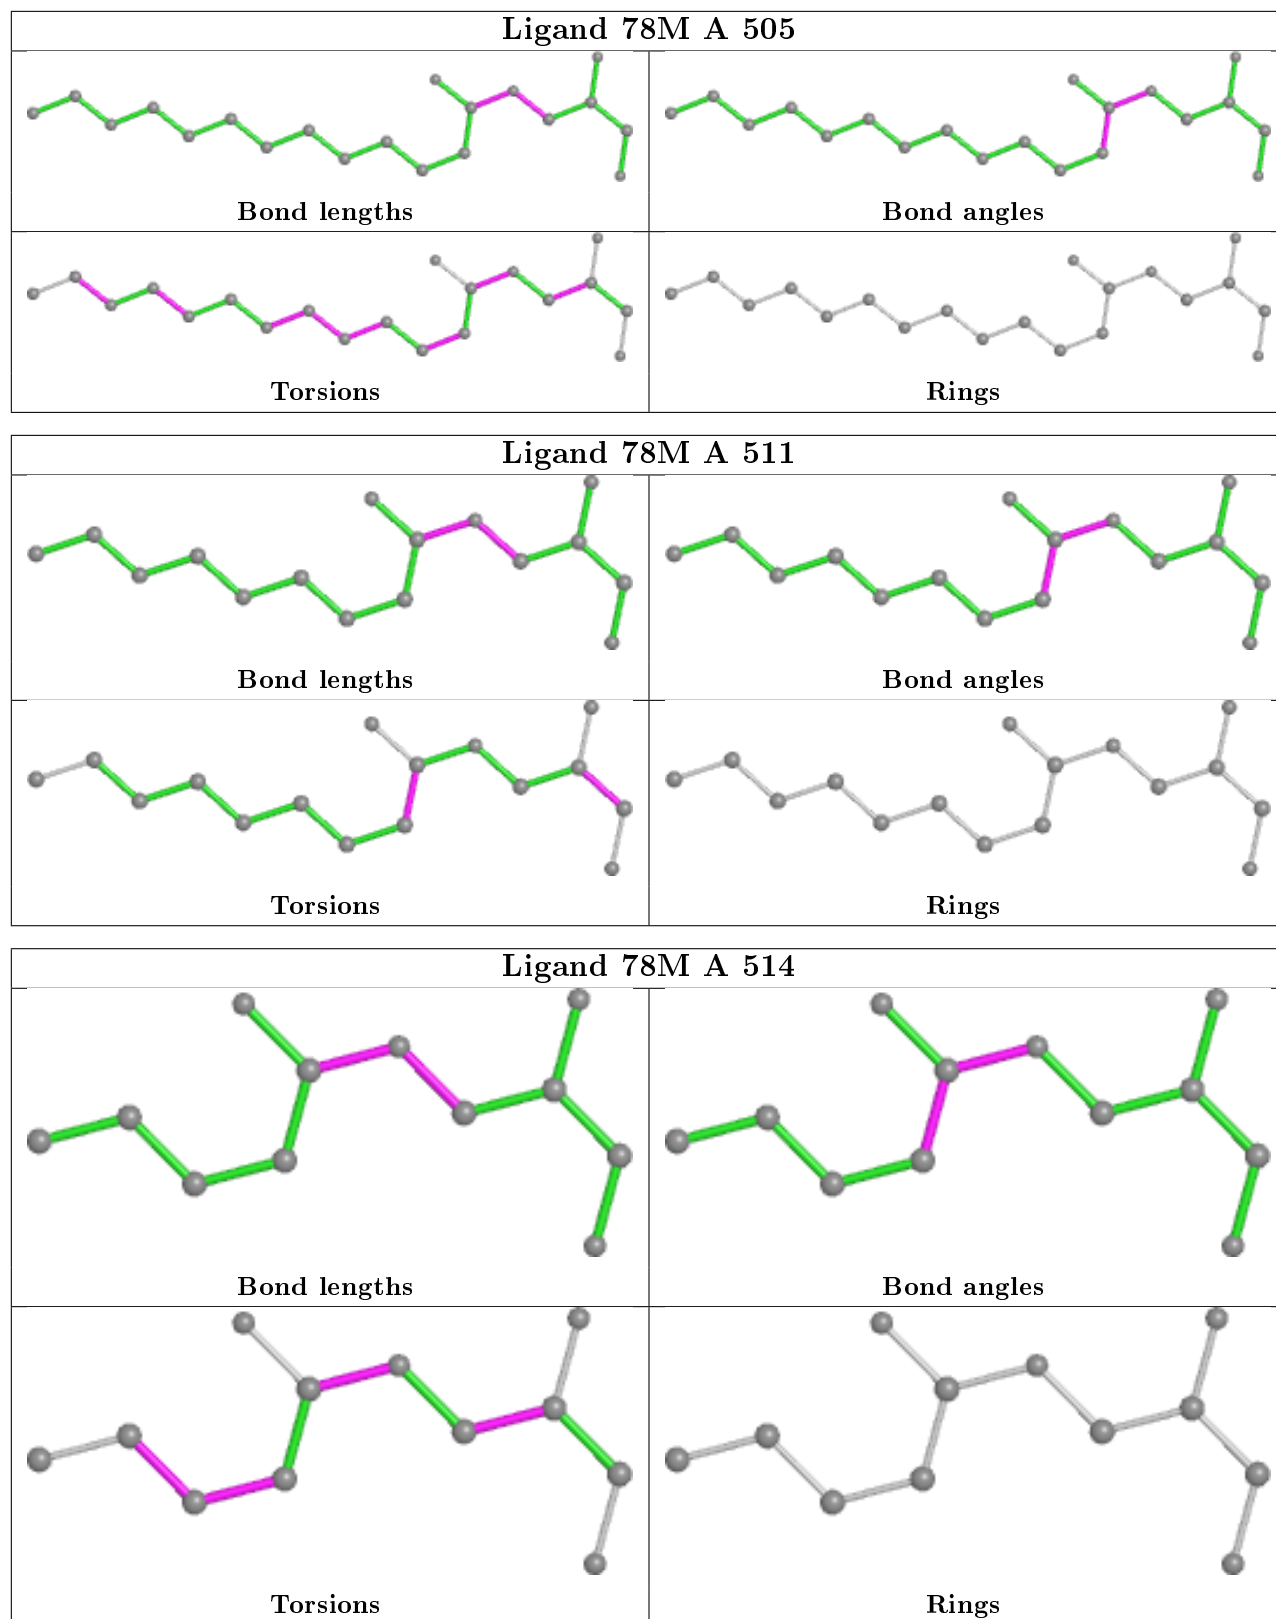 Ligand 78M A 505
Bond lengths
Bond angles
Torsions
Rings
Ligand 78M A 511
Bond lengths
Bond angles
Torsions
Rings
Ligand 78M A 514
Bond lengths
Bond angles
Torsions
Rings